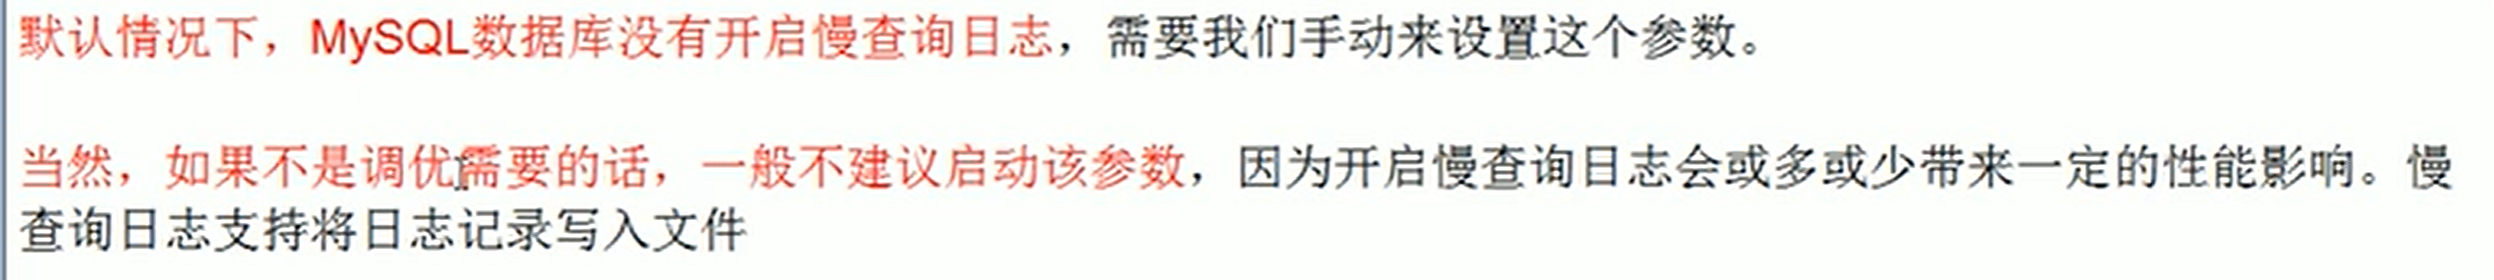 默认情况下，MySQL数据库没有开启慢查询日志，需要我们手动来设置这个参数。
当然，如果不是调优需要的话，一般不建议启动该参数，因为开启慢查询日志会或多或少带来一定的性能影响。慢
查询日志支持将日志记录写入文件